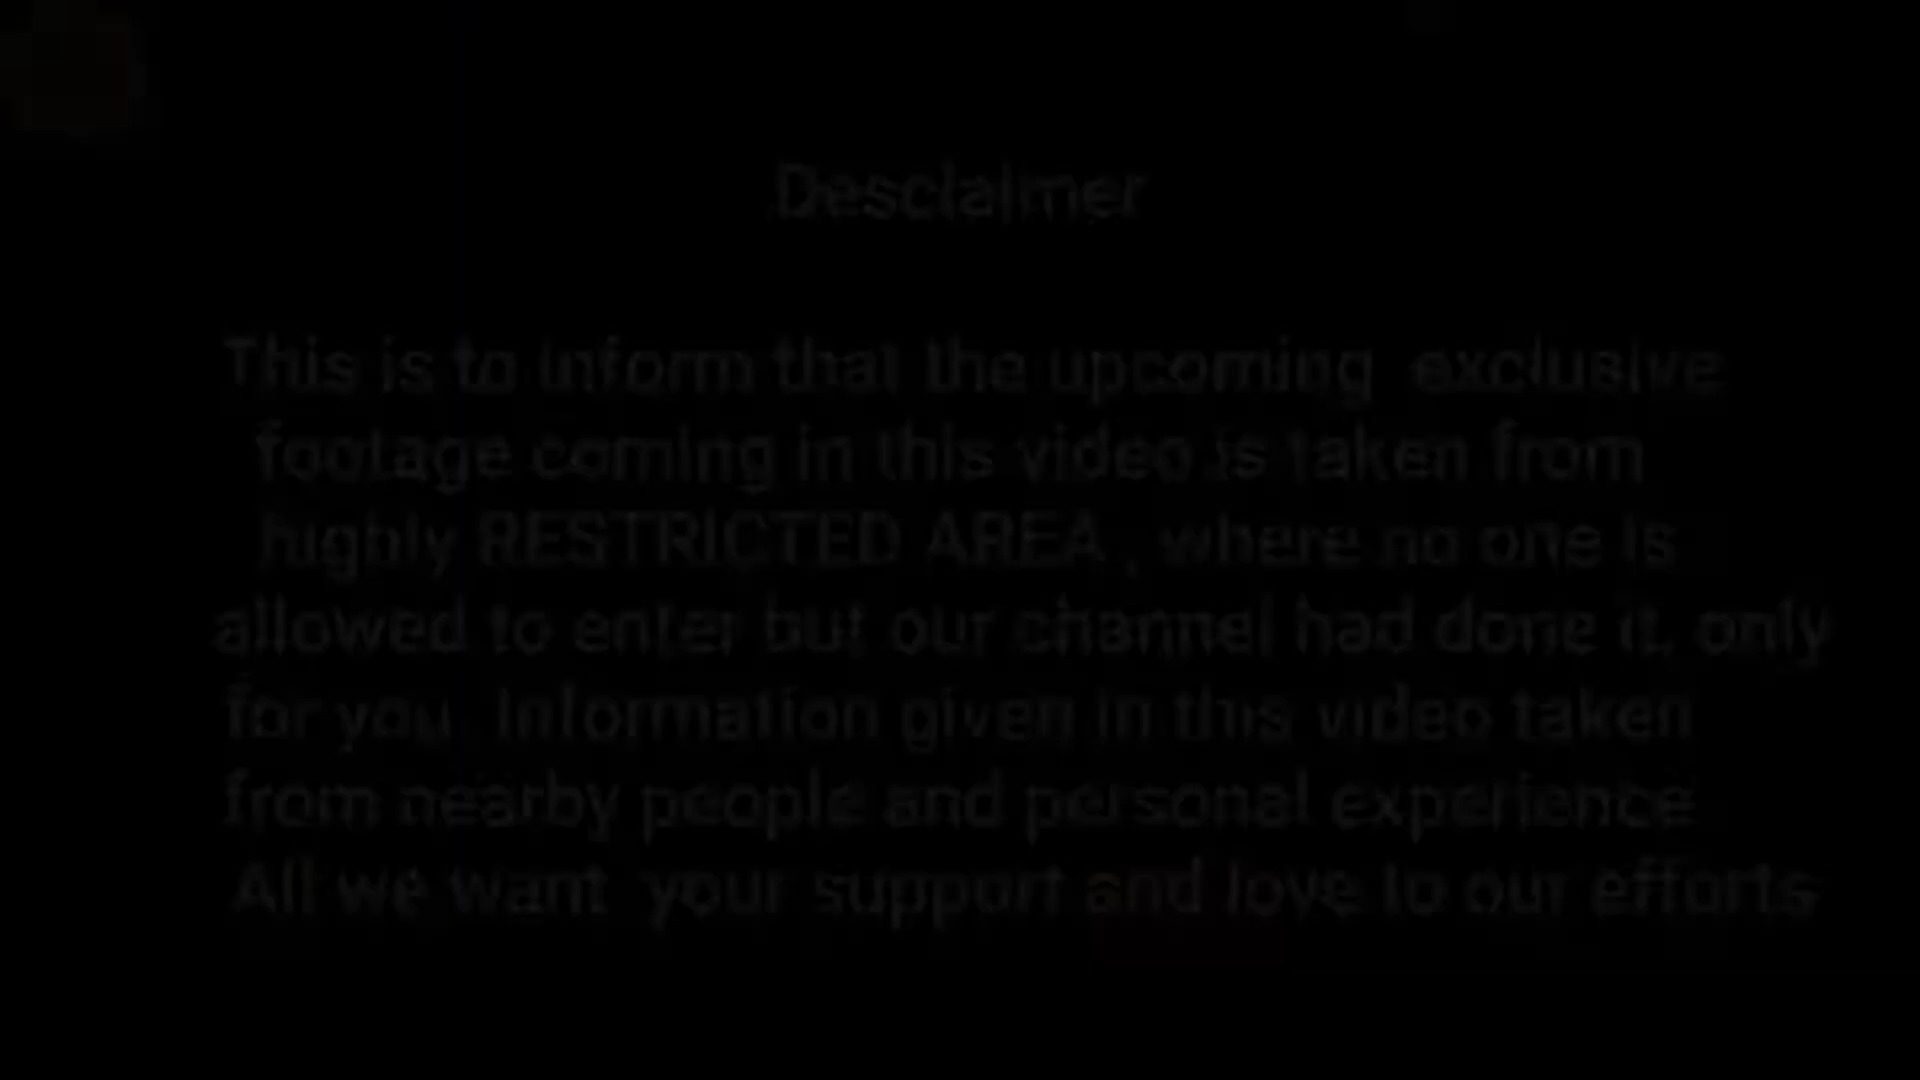 Desclaimer
This is to inform that the upcoming exclusive
footage coming in this video is taken from
highly RESTRICTED AREA , where no one is
allowed to enter but our channel had done it, only
for you. Information given in this video taken
from nearby people and personal experience
All we want your support and love to our efforts